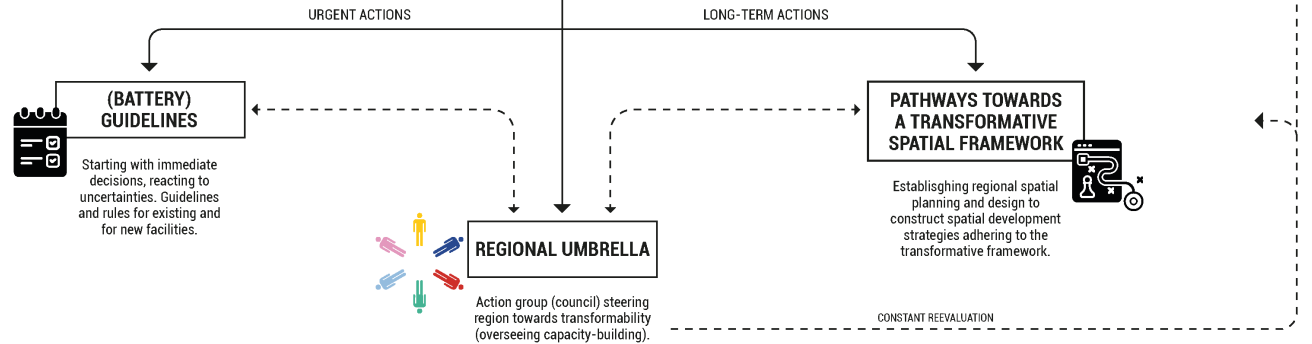 URGENT ACTIONS
LONG-TERM ACTIONS
(BATTERY)
GUIDELINES
Starting with immediate
decisions, reacting to
uncertainties. Guidelines
and rules for existing and
for new facilities.
PATHWAYS TOWARDS
A TRANSFORMATIVE
SPATIAL FRAMEWORK
Establisghing regional spatial
planning and design to
construct spatial development
strategies adhering to the
transformative framework.
REGIONAL UMBRELLA
Action group (council) steering
region towards transformability
(overseeing capacity-building).
CONSTANT REEVALUATION